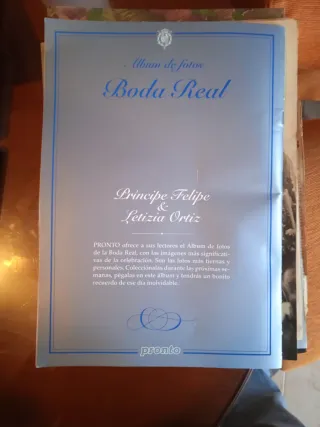 Álbum de fotos
Boda Real
Príncipe Felipe
&
Letizia Ortiz
PRONTO ofrece a sus lectores el Álbum de fotos
de la Boda Real, con las imágenes más significati-
vas de la celebración. Son las fotos más tiernas y
personales. Colecciónalas durante las próximas se-
manas, pégalas en este álbum y tendrás un bonito
recuerdo de ese día inolvidable.
pronto